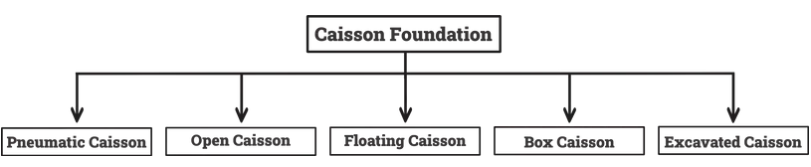 Caisson Foundation
Pneumatic Caisson
Open Caisson
Floating Caisson
Box Caisson
Excavated Caisson